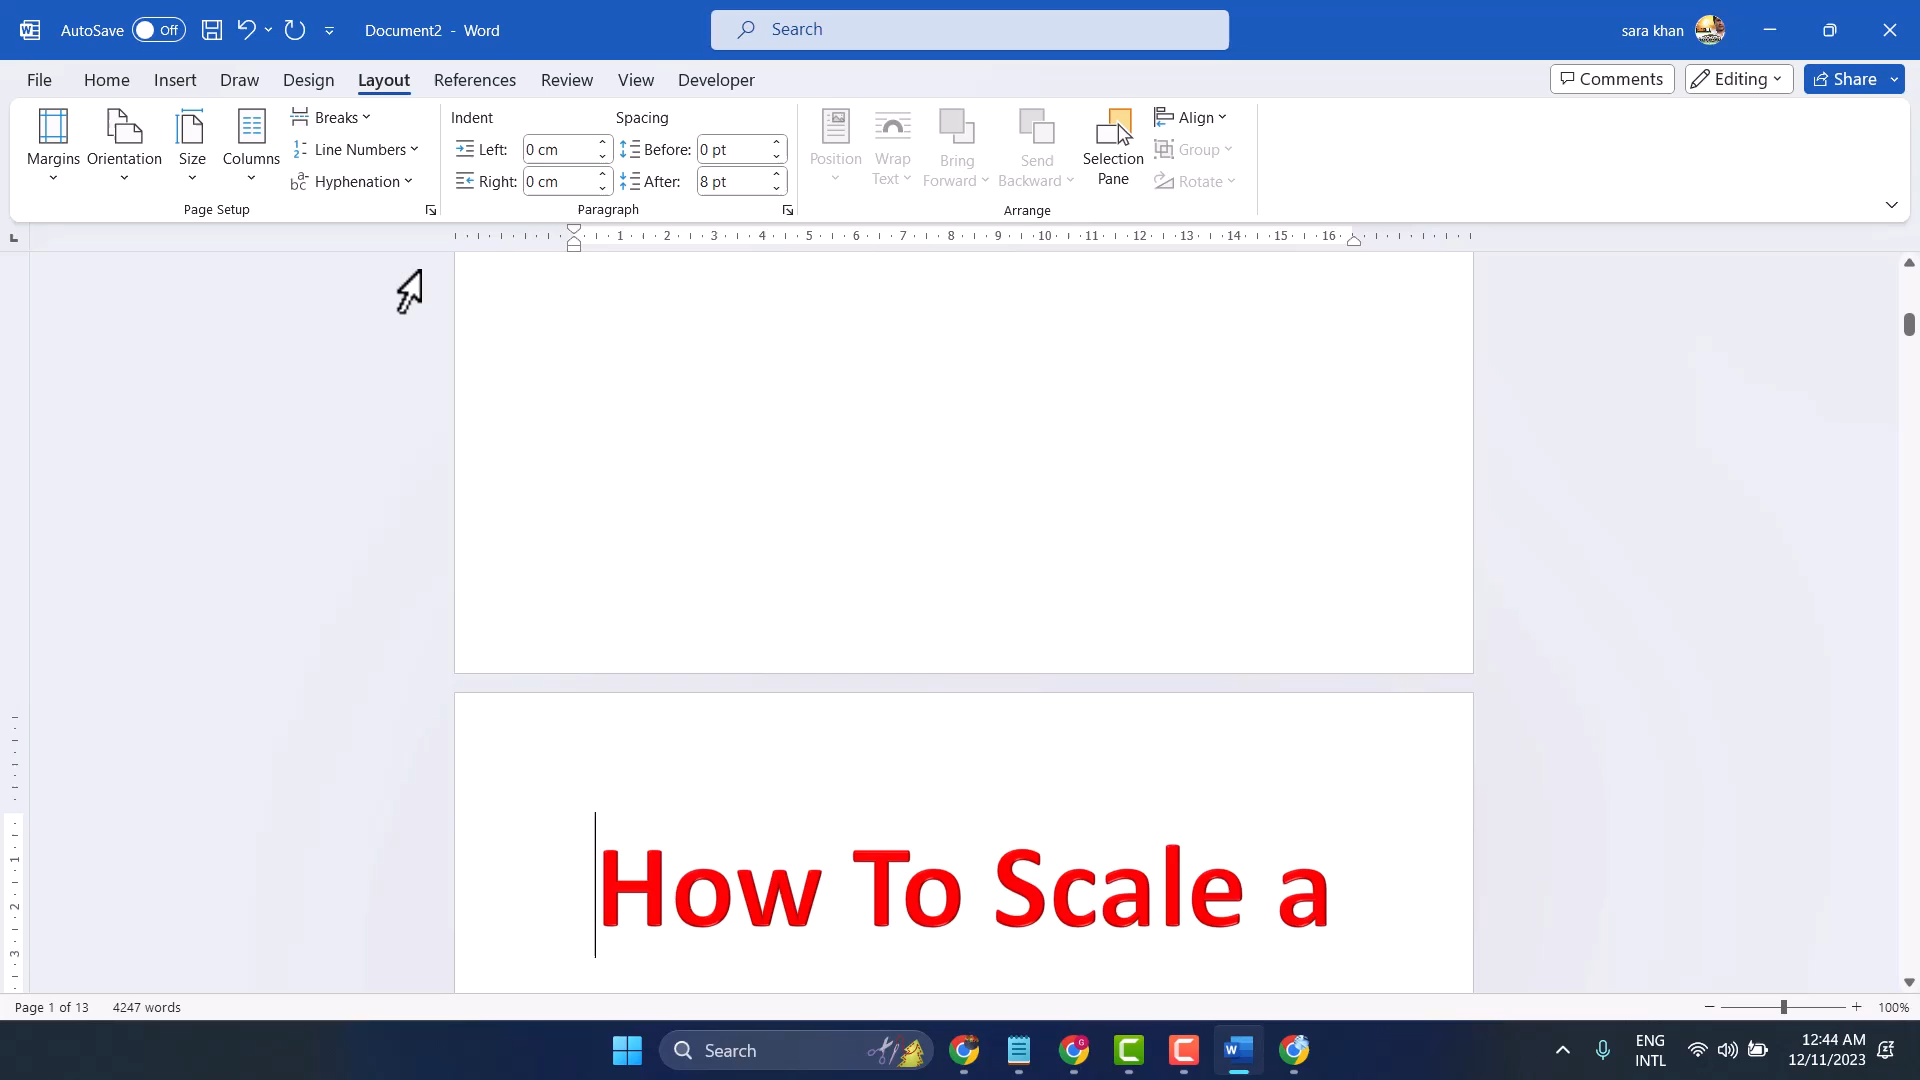 AutoSave Off Document2 - Word Search sara khan
File Home Insert Draw Design Layout References Review View Developer Comments Editing Share
Margins Orientation Size Columns Breaks
Line Numbers
Hyphenation
Page Setup
Indent Spacing
Left: 0 cm Before: 0 pt
Right: 0 cm After: 8 pt
Paragraph
Position Wrap Text Bring Forward Send Backward Selection Pane Align
Group
Rotate
Arrange
1 2 3 4 5 6 7 8 9 10 11 12 13 14 15 16
1
2
3
How To Scale a
Page 1 of 13 4247 words 100%
Search ENG INTL 12:44 AM
12/11/2023